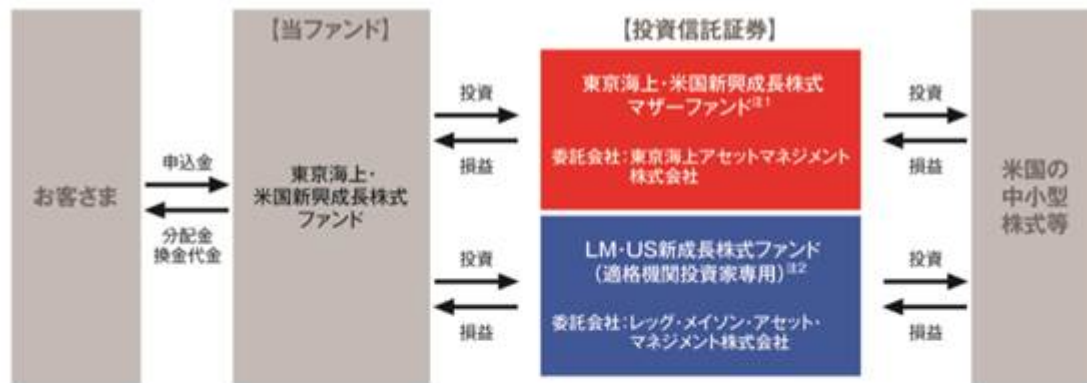 お客さま
申込金
分配金
換金代金
【当ファンド】
東京海上・
米国新興成長株式
ファンド
投資
損益
投資
損益
【投資信託証券】
東京海上・米国新興成長株式
マザーファンド注1
委託会社：東京海上アセットマネジメント
株式会社
LM・US新成長株式ファンド
（適格機関投資家専用）注2
委託会社：レッグ・メイソン・アセット・
マネジメント株式会社
投資
損益
投資
損益
米国の
中小型
株式等